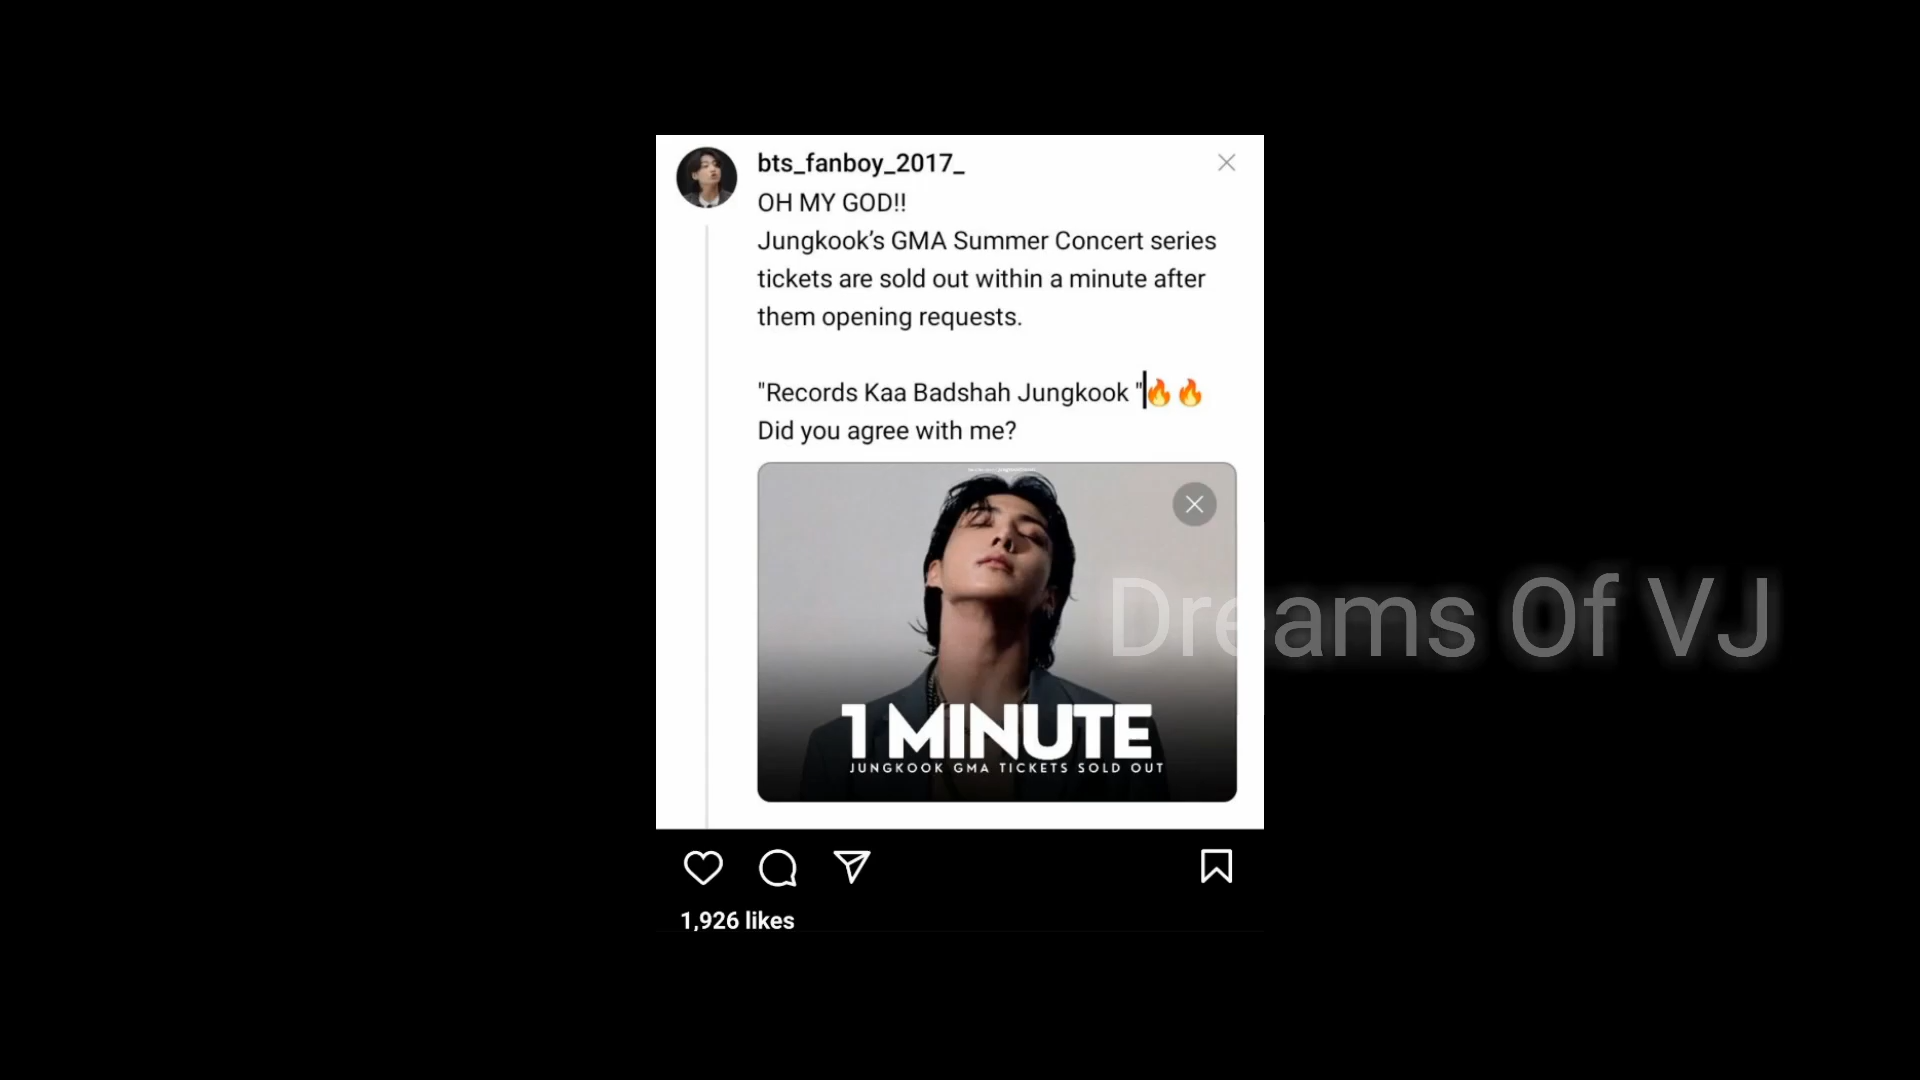 bts_fanboy_2017_
OH MY GOD!!
Jungkook’s GMA Summer Concert series
tickets are sold out within a minute after
them opening requests.
"Records Kaa Badshah Jungkook "🔥🔥
Did you agree with me?
1 MINUTE
JUNGKOOK GMA TICKETS SOLD OUT
Dreams Of VJ
1,926 likes